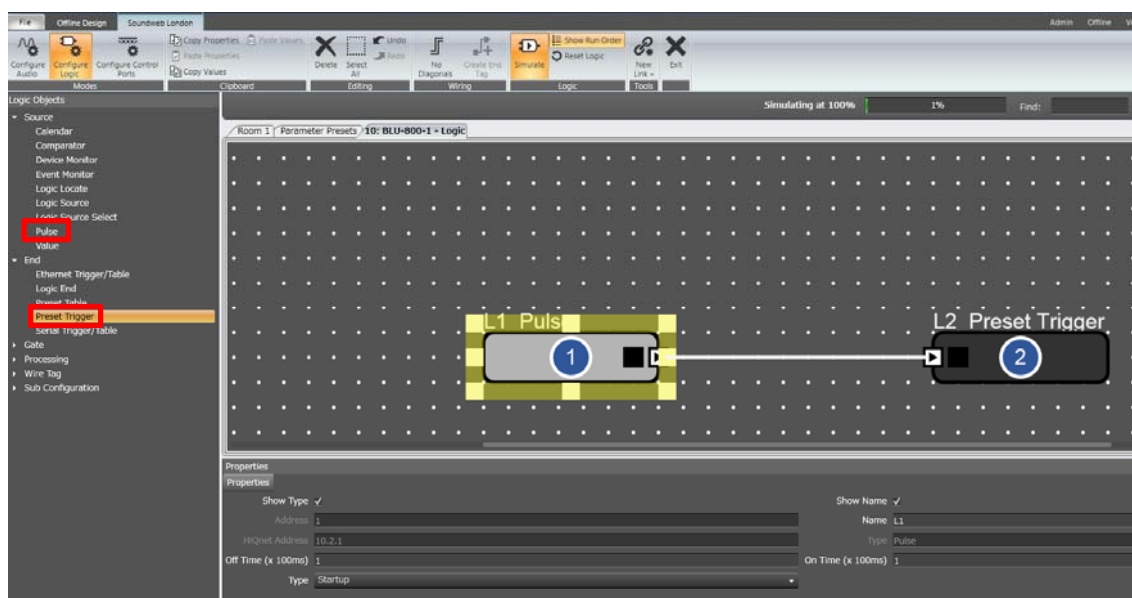 File Offline Design Soundweb London Admin Offline
Configure Audio
Configure Logic
Configure Control Ports
Modes
Copy Properties Paste Values
Paste Properties
Copy Values
Clipboard
Delete
Select All
Undo
Redo
Editing
No Diagonals
Create End Tag
Wiring
Simulate
Show Run Order
Reset Logic
Logic
New Link
Tools
Exit
Logic Objects
Simulating at 100% 1% Find:
Room 1 Parameter Presets 10: BLU-800-1 - Logic
Source
Calendar
Comparator
Device Monitor
Event Monitor
Logic Locate
Logic Source
Logic Source Select
Pulse
Value
End
Ethernet Trigger/Table
Logic End
Preset Table
Preset Trigger
Serial Trigger/Table
Gate
Processing
Wire Tag
Sub Configuration
L1 Pulse
1
L2 Preset Trigger
2
Properties
Properties
Show Type Show Name
Address 1 Name L1
HiQnet Address 10.2.1 Type Pulse
Off Time (x 100ms) 1 On Time (x 100ms) 1
Type Startup